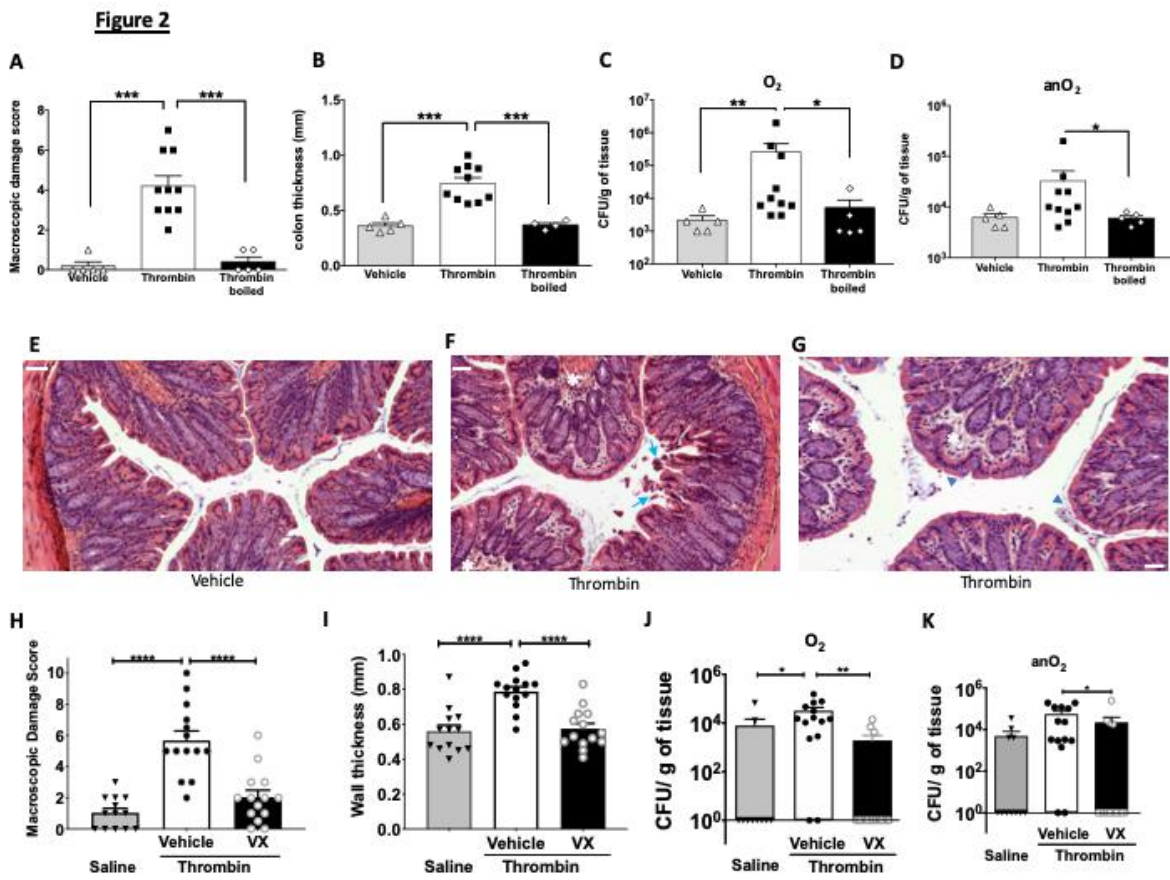 Figure 2
A
Macroscopic damage score
8
6
4
2
0
***
***
Vehicle
Thrombin
Thrombin
boiled
B
colon thickness (mm)
1.5
1.0
0.5
0.0
***
***
Vehicle
Thrombin
Thrombin
boiled
C
O2
CFU/g of tissue
10^7
10^6
10^5
10^4
10^3
10^2
**
*
Vehicle
Thrombin
Thrombin
boiled
D
anO2
CFU/g of tissue
10^6
10^5
10^4
10^3
*
Vehicle
Thrombin
Thrombin
boiled
E
Vehicle
F
*
*
Thrombin
G
*
*
Thrombin
H
Macroscopic Damage Score
10
8
6
4
2
0
****
****
Vehicle
VX
Saline
Thrombin
I
Wall thickness (mm)
1.0
0.8
0.6
0.4
0.2
0.0
****
****
Vehicle
VX
Saline
Thrombin
J
O2
CFU/ g of tissue
10^6
10^4
10^2
10^0
*
**
Vehicle
VX
Saline
Thrombin
K
anO2
CFU/ g of tissue
10^6
10^4
10^2
10^0
*
Vehicle
VX
Saline
Thrombin